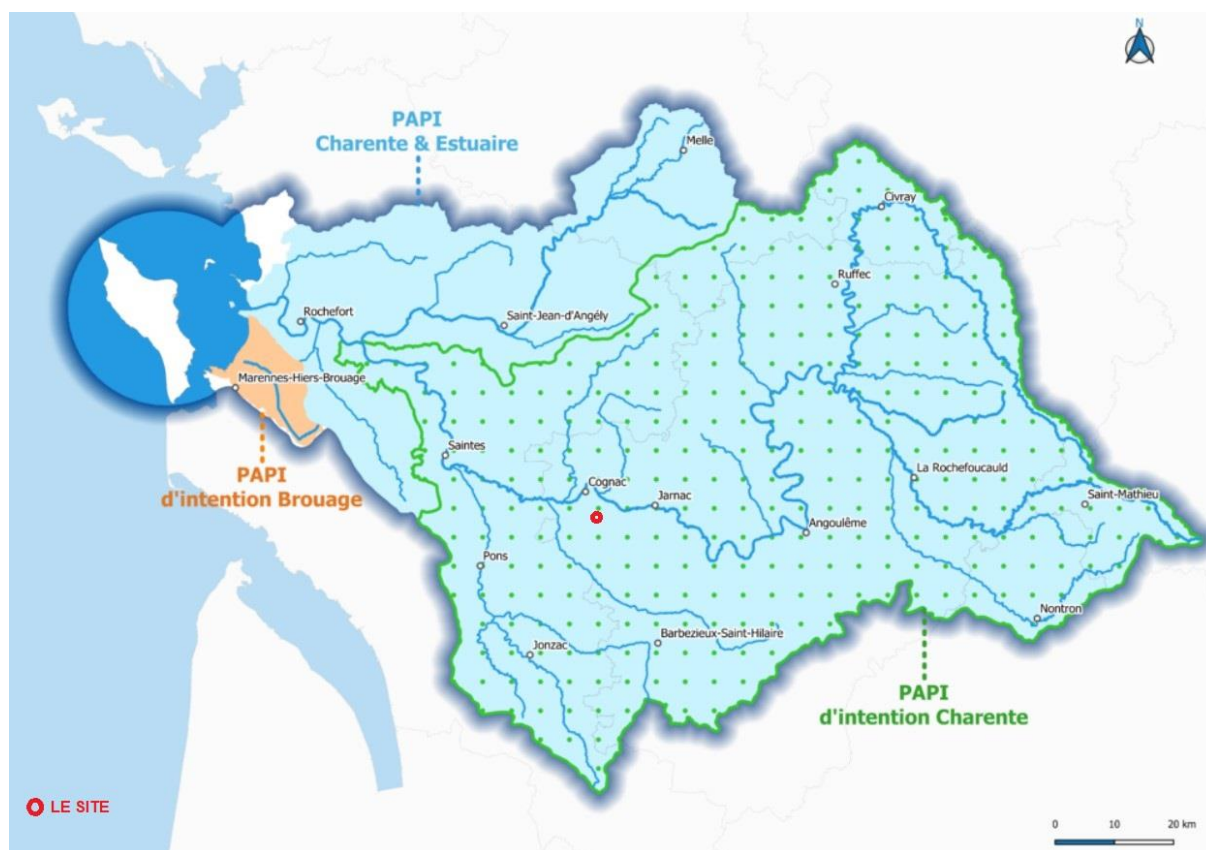 N
PAPI
Charente & Estuaire
Melle
Civray
Ruffec
Rochefort
Saint-Jean-d'Angély
Marennes-Hiers-Brouage
Saintes
PAPI
d'intention Brouage
Cognac
Jarnac
La Rochefoucauld
Saint-Mathieu
Angoulême
Pons
Nontron
Barbezieux-Saint-Hilaire
Jonzac
PAPI
d'intention Charente
LE SITE
0 10 20 km